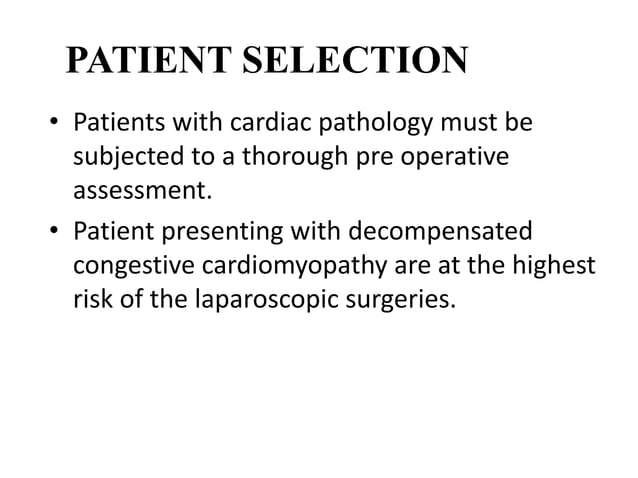 PATIENT SELECTION
• Patients with cardiac pathology must be
subjected to a thorough pre operative
assessment.
• Patient presenting with decompensated
congestive cardiomyopathy are at the highest
risk of the laparoscopic surgeries.